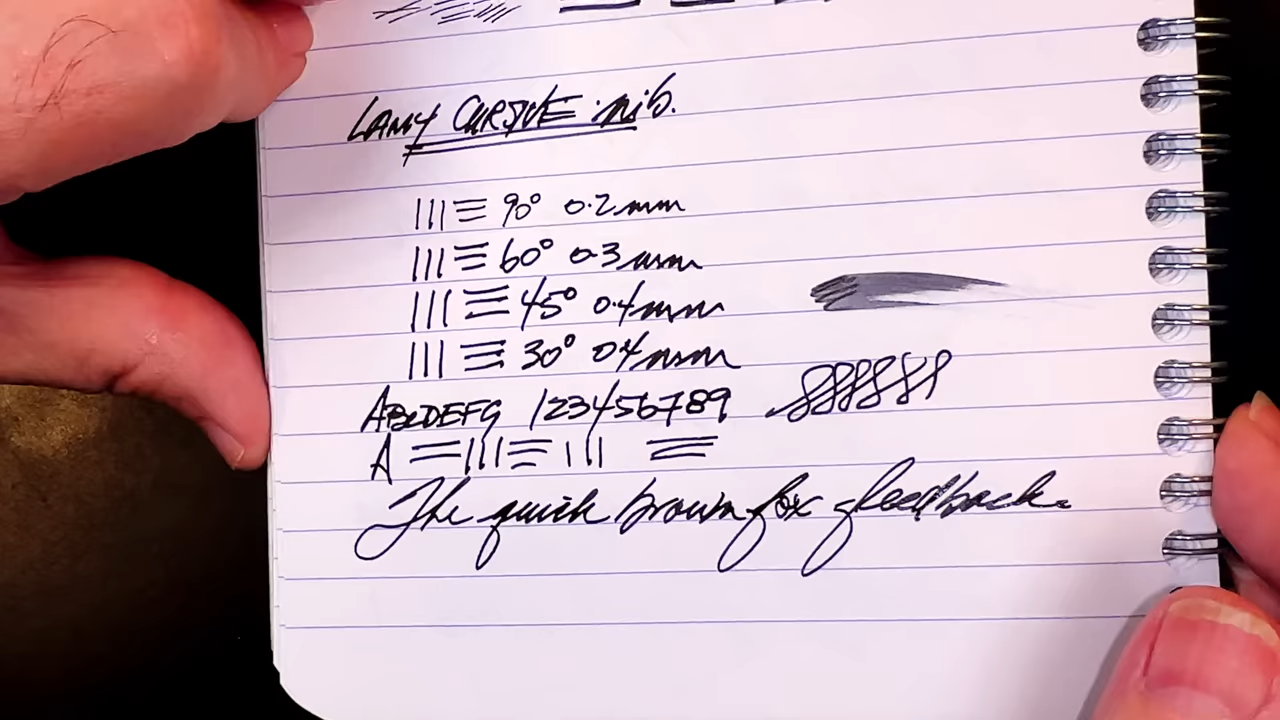 LAMY CURSIVE nib.
90° 0.2mm
60° 0.3mm
45° 0.4mm
30° 0.4mm
ABCDEFG 123456789
A
The quick brown fox feedback